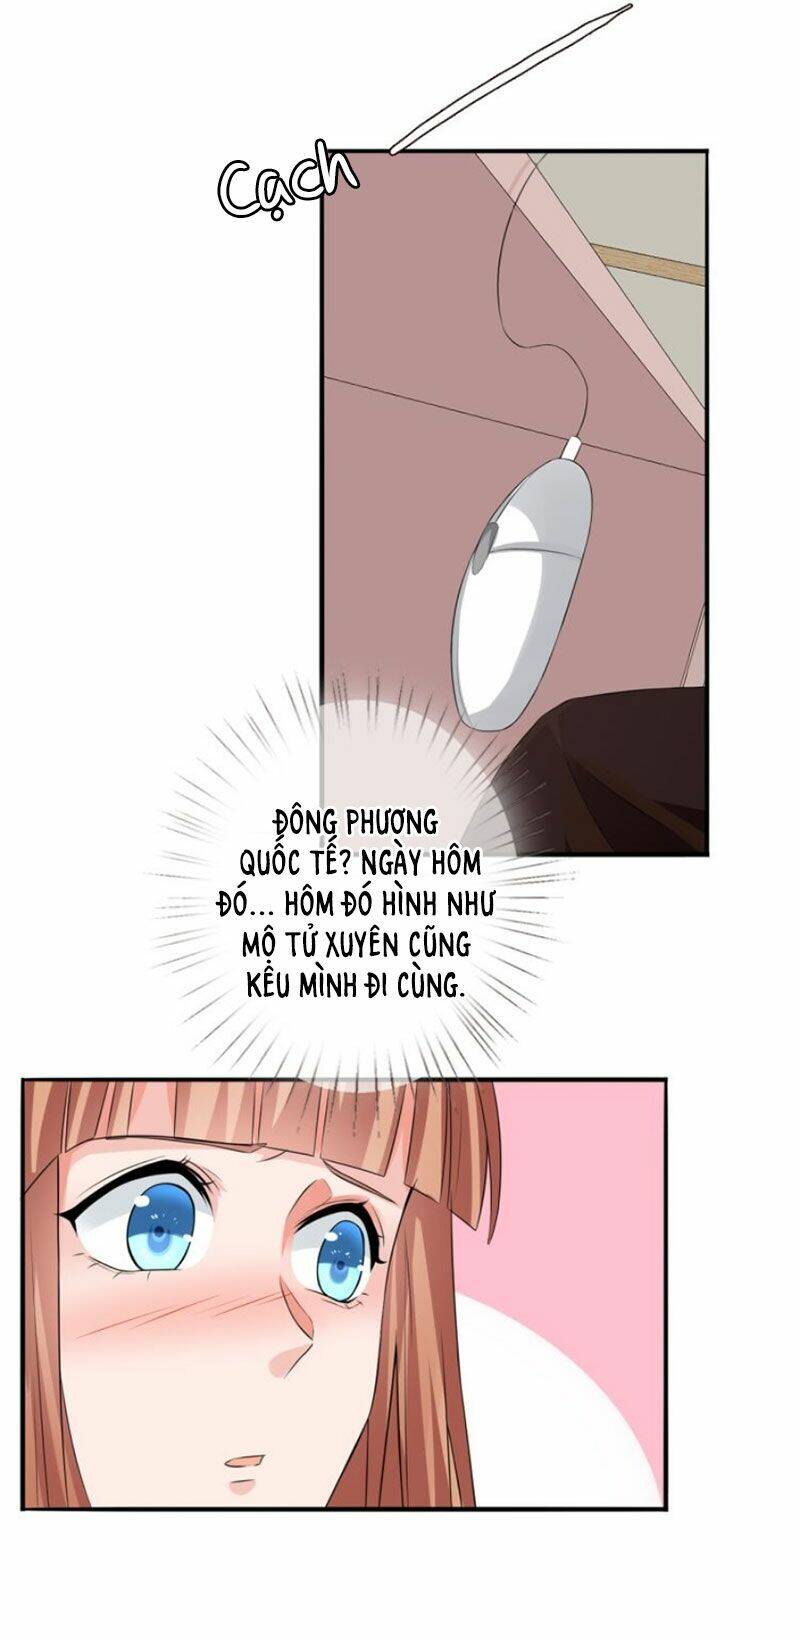 Cạch
ĐÔNG PHƯƠNG
QUỐC TẾ? NGÀY HÔM
ĐÓ... HÔM ĐÓ HÌNH NHƯ
MỘ TỬ XUYÊN CŨNG
KÊU MÌNH ĐI CÙNG.